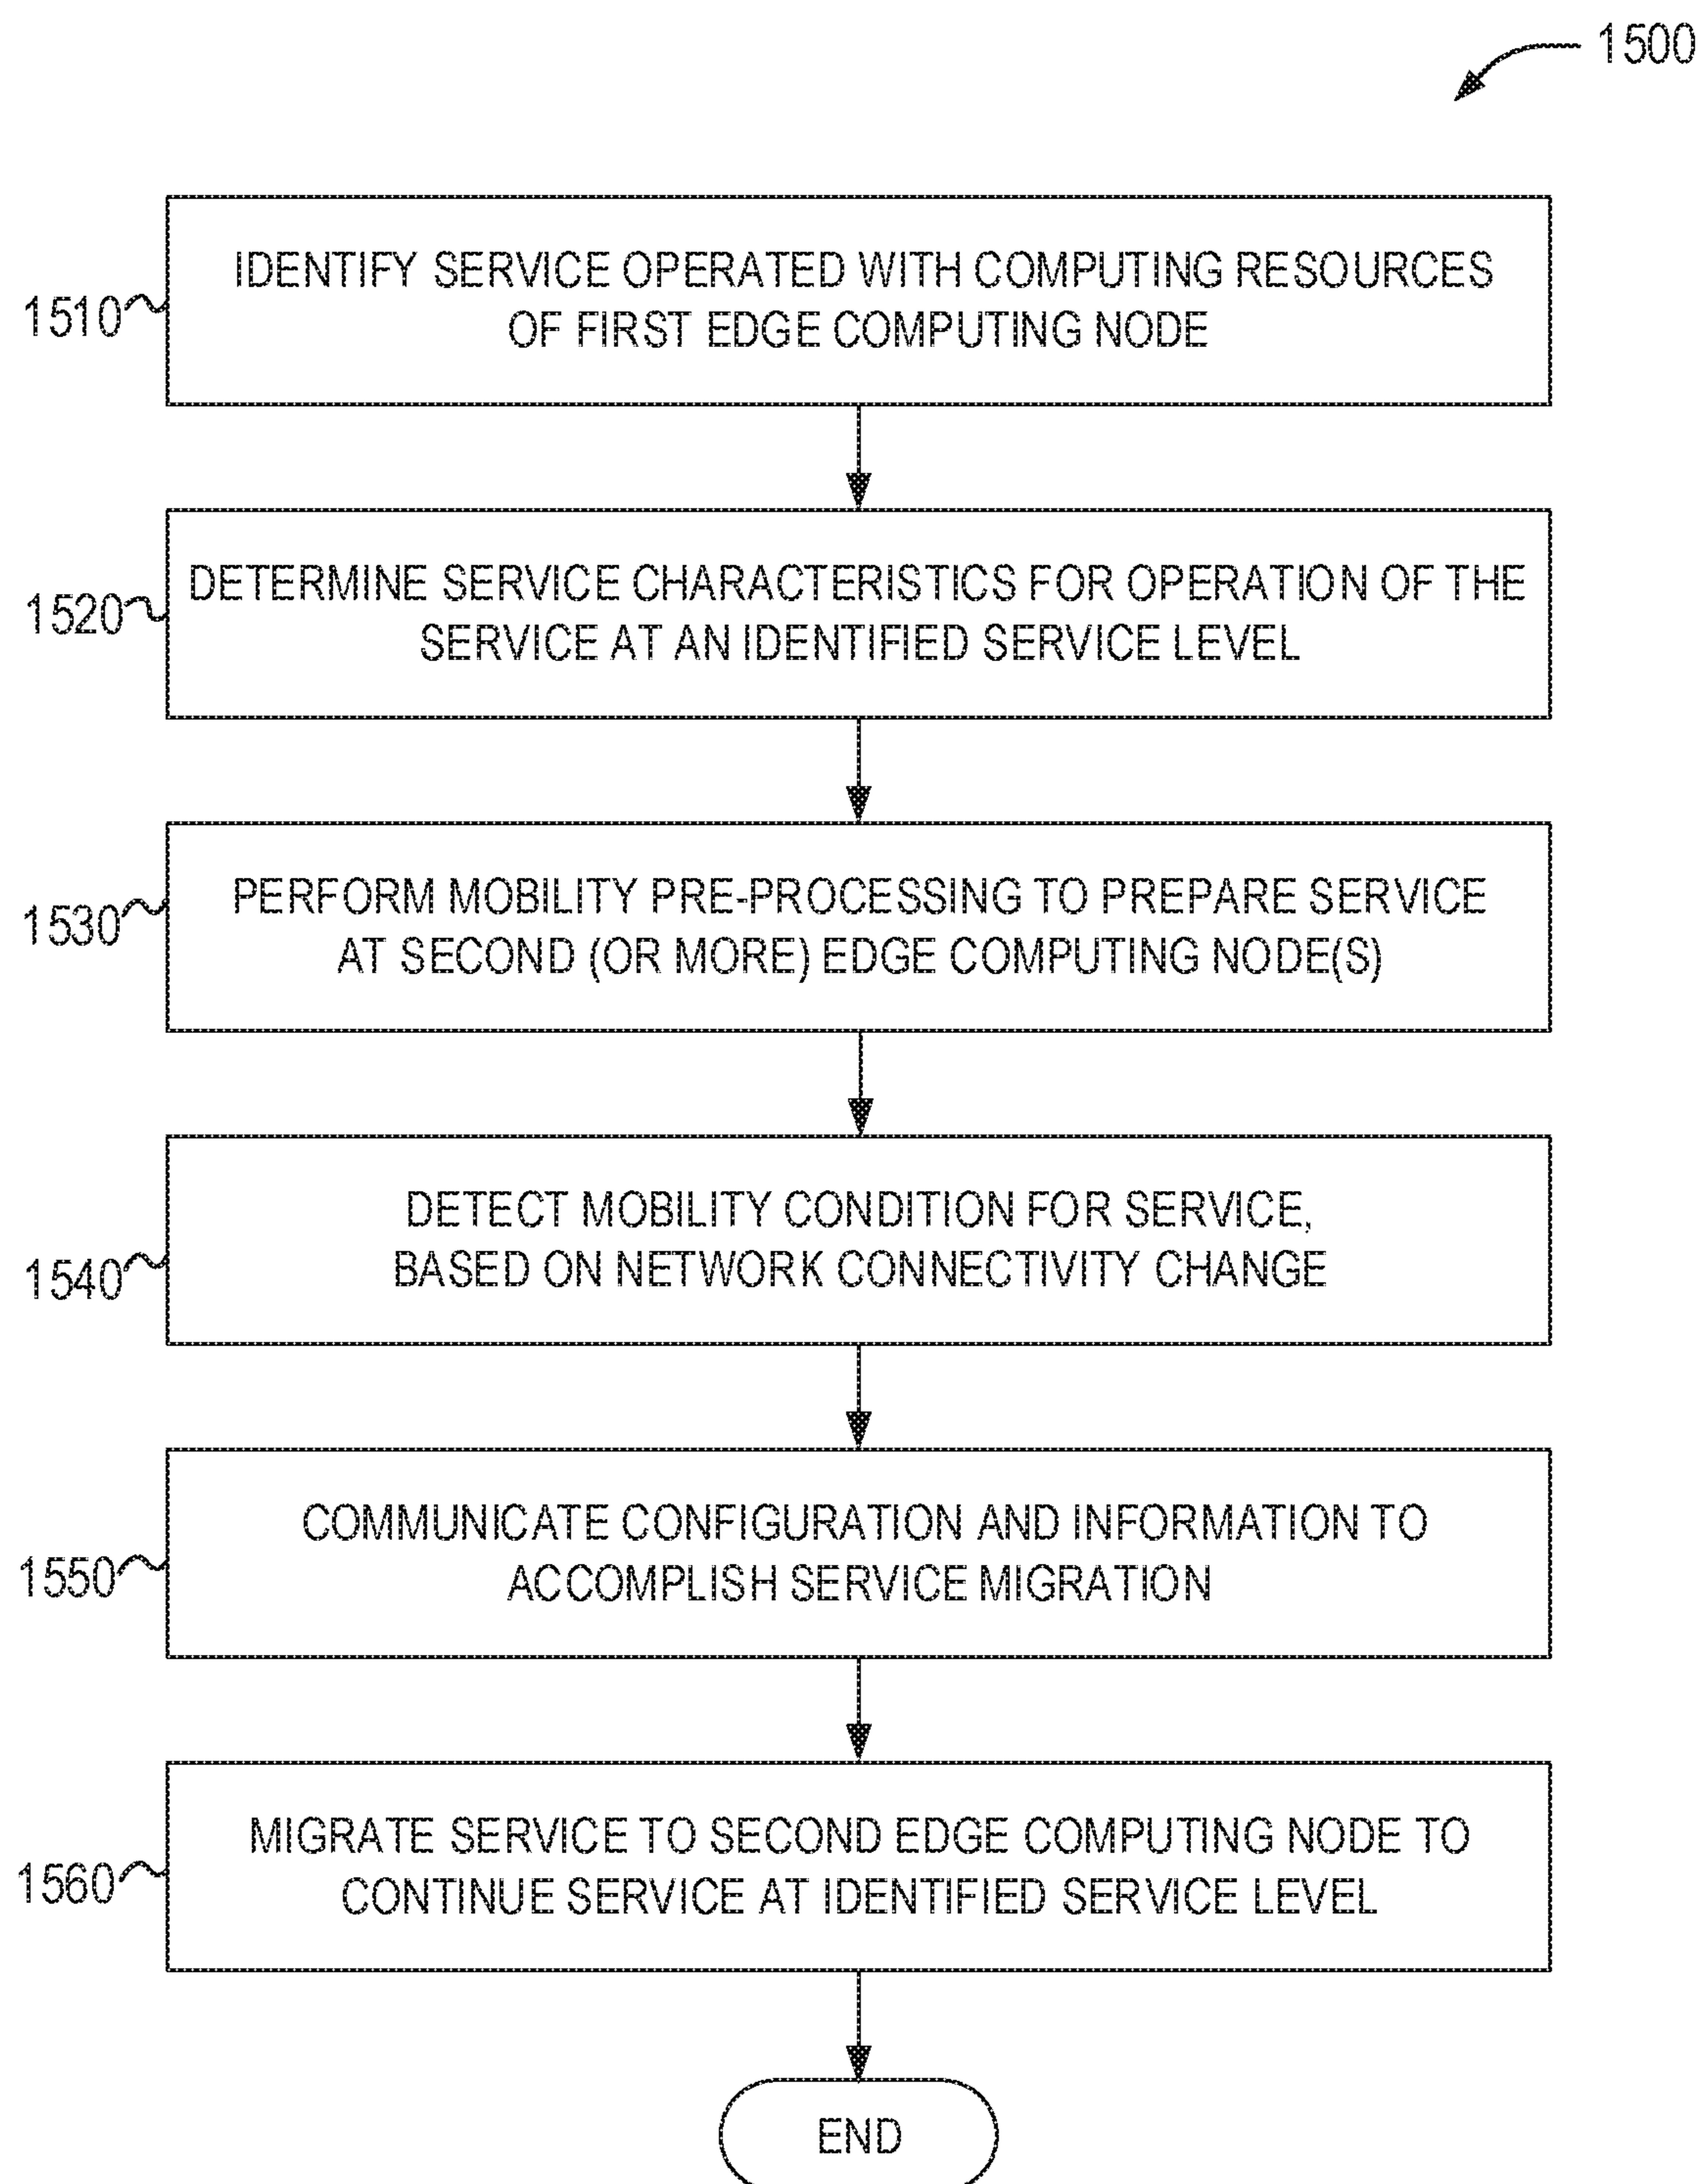 1500
IDENTIFY SERVICE OPERATED WITH COMPUTING RESOURCES
OF FIRST EDGE COMPUTING NODE
1510
DETERMINE SERVICE CHARACTERISTICS FOR OPERATION OF THE
SERVICE AT AN IDENTIFIED SERVICE LEVEL
1520
PERFORM MOBILITY PRE-PROCESSING TO PREPARE SERVICE
AT SECOND (OR MORE) EDGE COMPUTING NODE(S)
1530
DETECT MOBILITY CONDITION FOR SERVICE,
BASED ON NETWORK CONNECTIVITY CHANGE
1540
COMMUNICATE CONFIGURATION AND INFORMATION TO
ACCOMPLISH SERVICE MIGRATION
1550
MIGRATE SERVICE TO SECOND EDGE COMPUTING NODE TO
CONTINUE SERVICE AT IDENTIFIED SERVICE LEVEL
1560
END